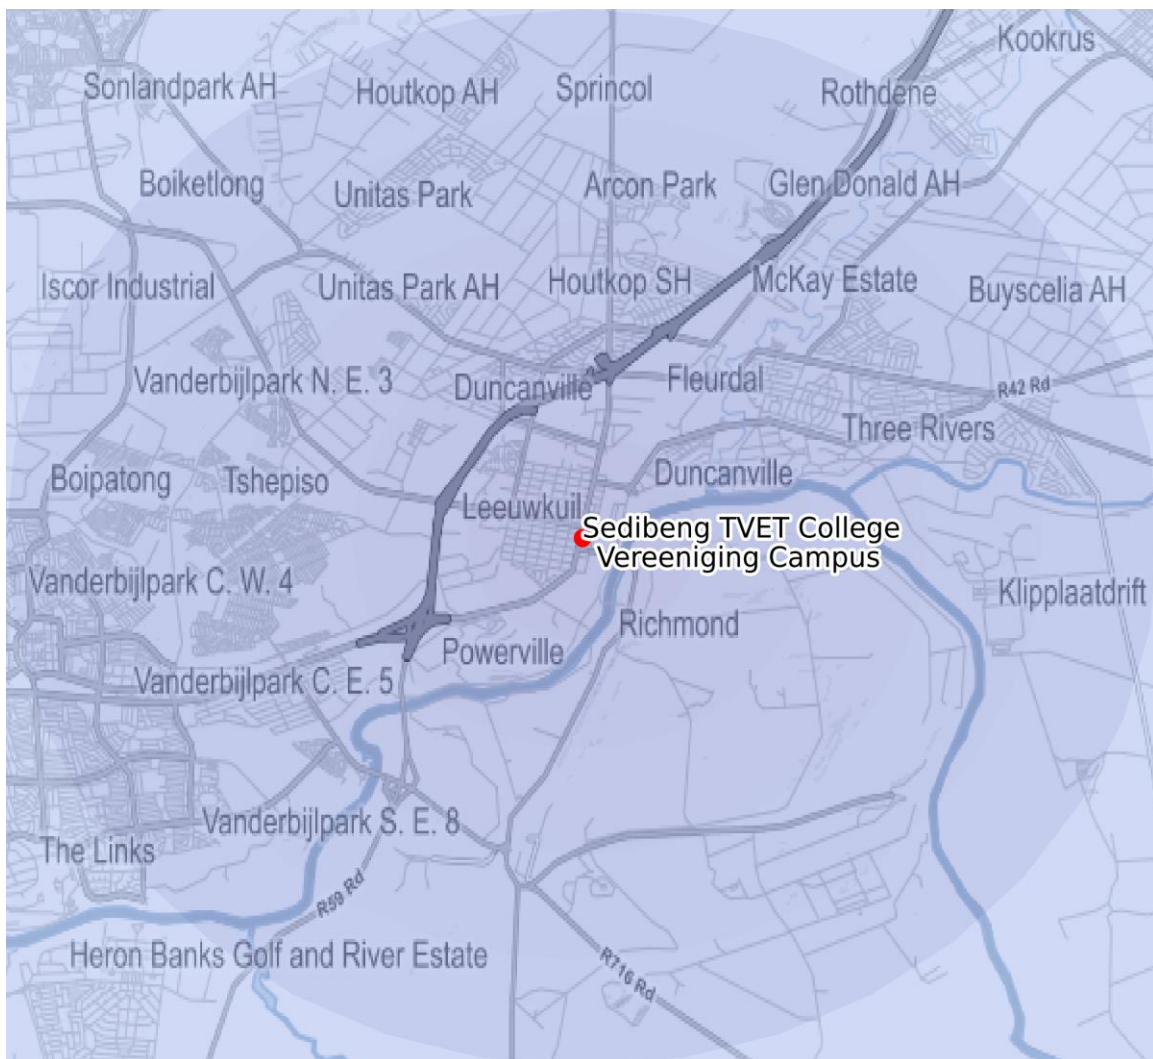 Kookrus
Sonlandpark AH
Houtkop AH
Sprincol
Rothdene
Boiketlong
Unitas Park
Arcon Park
Glen Donald AH
Iscor Industrial
Unitas Park AH
Houtkop SH
McKay Estate
Buyscelia AH
Vanderbijlpark N. E. 3
Duncanville
Fleurdal
R42 Rd
Three Rivers
Boipatong
Tshepiso
Duncanville
Leeuwkuil
Sedibeng TVET College
Vereeniging Campus
Vanderbijlpark C. W. 4
Klipplaatdrift
Richmond
Powerville
Vanderbijlpark C. E. 5
Vanderbijlpark S. E. 8
The Links
R59 Rd
Heron Banks Golf and River Estate
R716 Rd